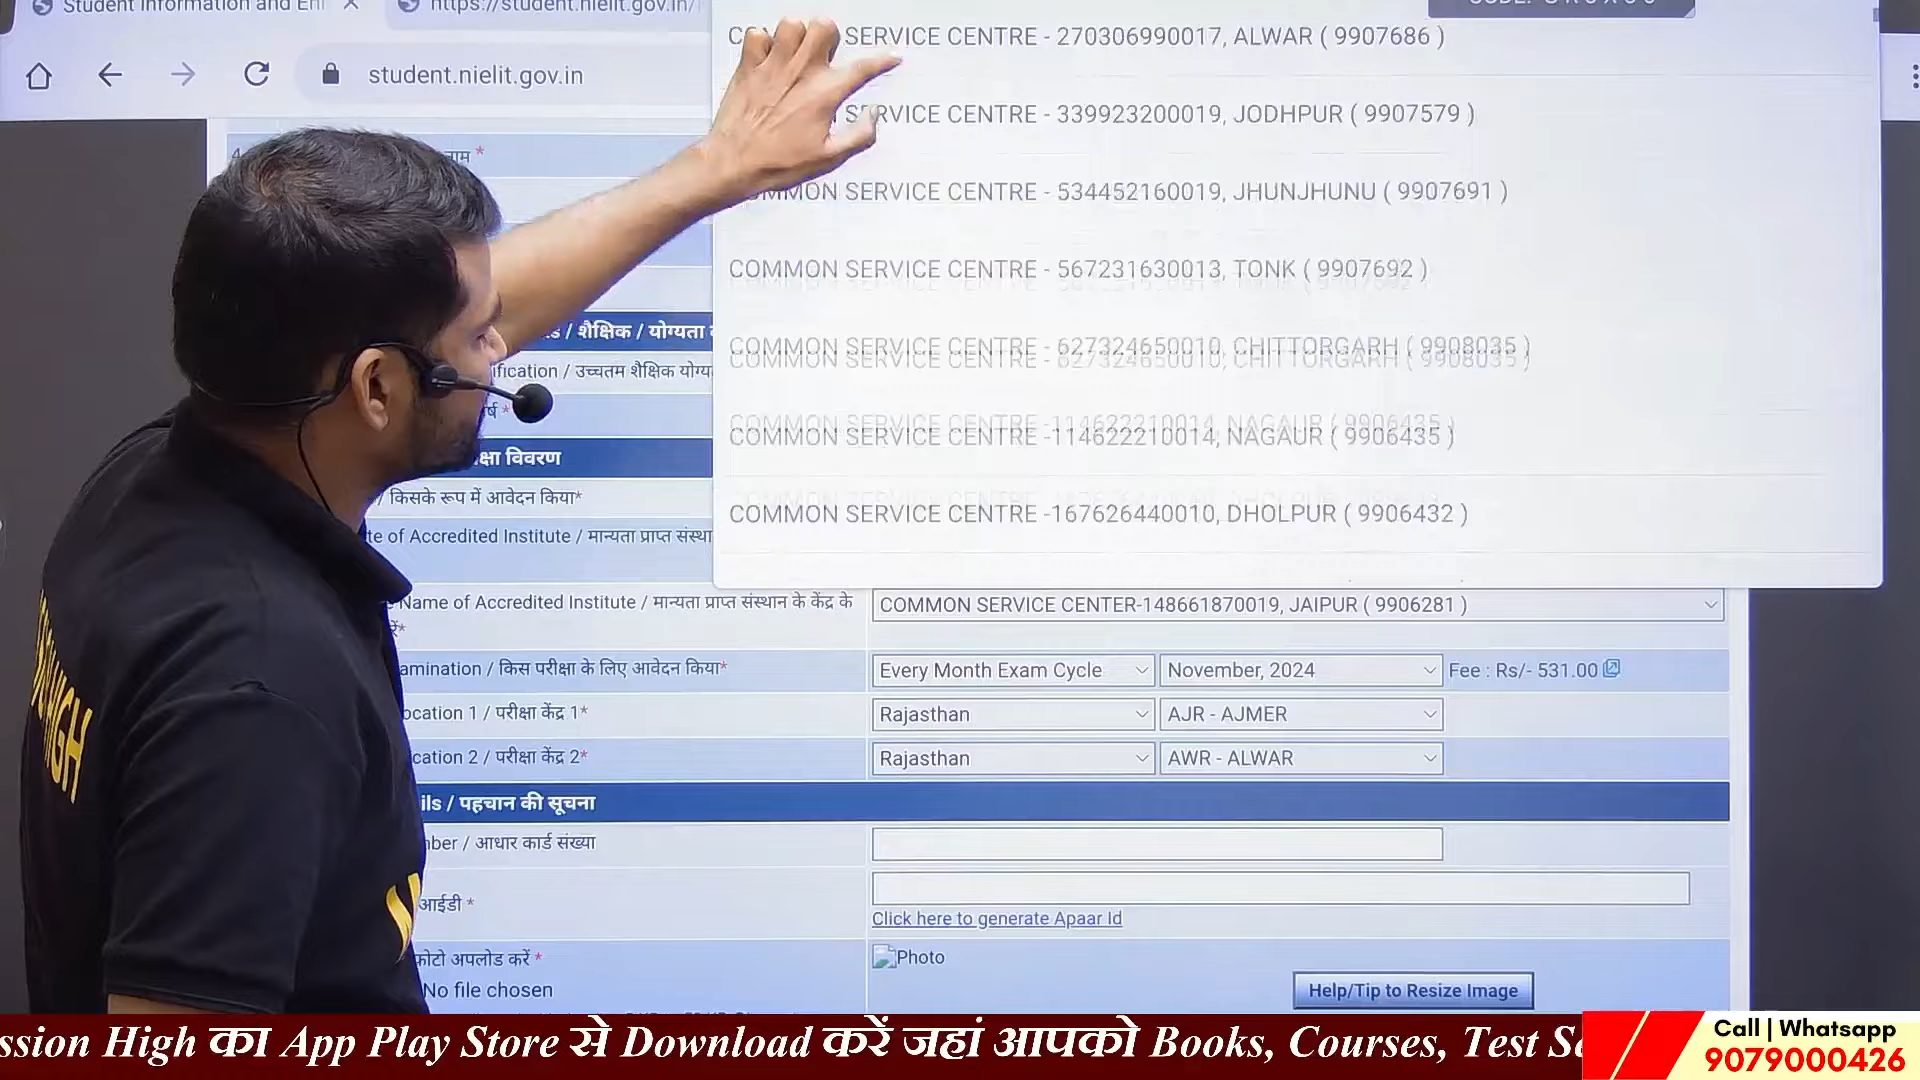 Student Information and En
https://student.nielit.gov.in/
student.nielit.gov.in
COMMON SERVICE CENTRE - 270306990017, ALWAR ( 9907686 )
SERVICE CENTRE - 339923200019, JODHPUR ( 9907579 )
COMMON SERVICE CENTRE - 534452160019, JHUNJHUNU ( 9907691 )
COMMON SERVICE CENTRE - 567231630013, TONK ( 9907692 )
COMMON SERVICE CENTRE - 627324650010, CHITTORGARH ( 9908035 )
COMMON SERVICE CENTRE -114622210014, NAGAUR ( 9906435 )
COMMON SERVICE CENTRE -167626440010, DHOLPUR ( 9906432 )
नाम *
/ शैक्षिक / योग्यता
ification / उच्चतम शैक्षिक योग्य
र्ष *
क्षा विवरण
/ किसके रूप में आवेदन किया*
te of Accredited Institute / मान्यता प्राप्त संस्था
Name of Accredited Institute / मान्यता प्राप्त संस्थान के केंद्र के
रें*
COMMON SERVICE CENTER-148661870019, JAIPUR ( 9906281 )
amination / किस परीक्षा के लिए आवेदन किया*
Every Month Exam Cycle
November, 2024
Fee : Rs/- 531.00
ocation 1 / परीक्षा केंद्र 1*
Rajasthan
AJR - AJMER
cation 2 / परीक्षा केंद्र 2*
Rajasthan
AWR - ALWAR
ils / पहचान की सूचना
nber / आधार कार्ड संख्या
आईडी *
Click here to generate Apaar Id
फोटो अपलोड करें *
No file chosen
Photo
Help/Tip to Resize Image
ssion High का App Play Store से Download करें जहां आपको Books, Courses, Test Se
Call | Whatsapp
9079000426